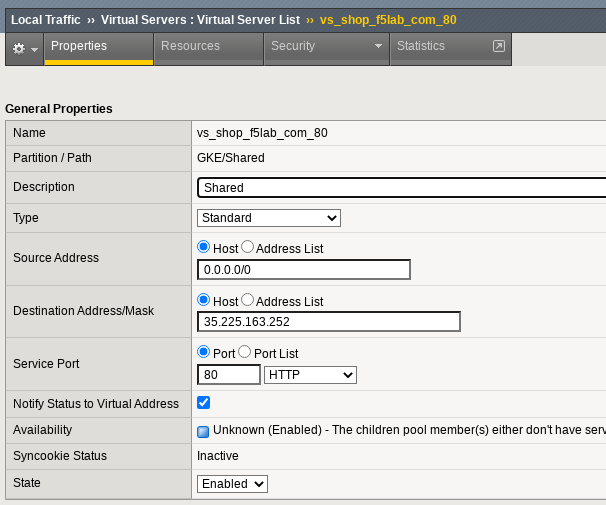 Local Traffic ›› Virtual Servers : Virtual Server List ›› vs_shop_f5lab_com_80
Properties Resources Security Statistics
General Properties
Name vs_shop_f5lab_com_80
Partition / Path GKE/Shared
Description Shared
Type Standard
Source Address Host Address List
0.0.0.0/0
Destination Address/Mask Host Address List
35.225.163.252
Service Port Port Port List
80 HTTP
Notify Status to Virtual Address
Availability Unknown (Enabled) - The children pool member(s) either don't have
Syncookie Status Inactive
State Enabled